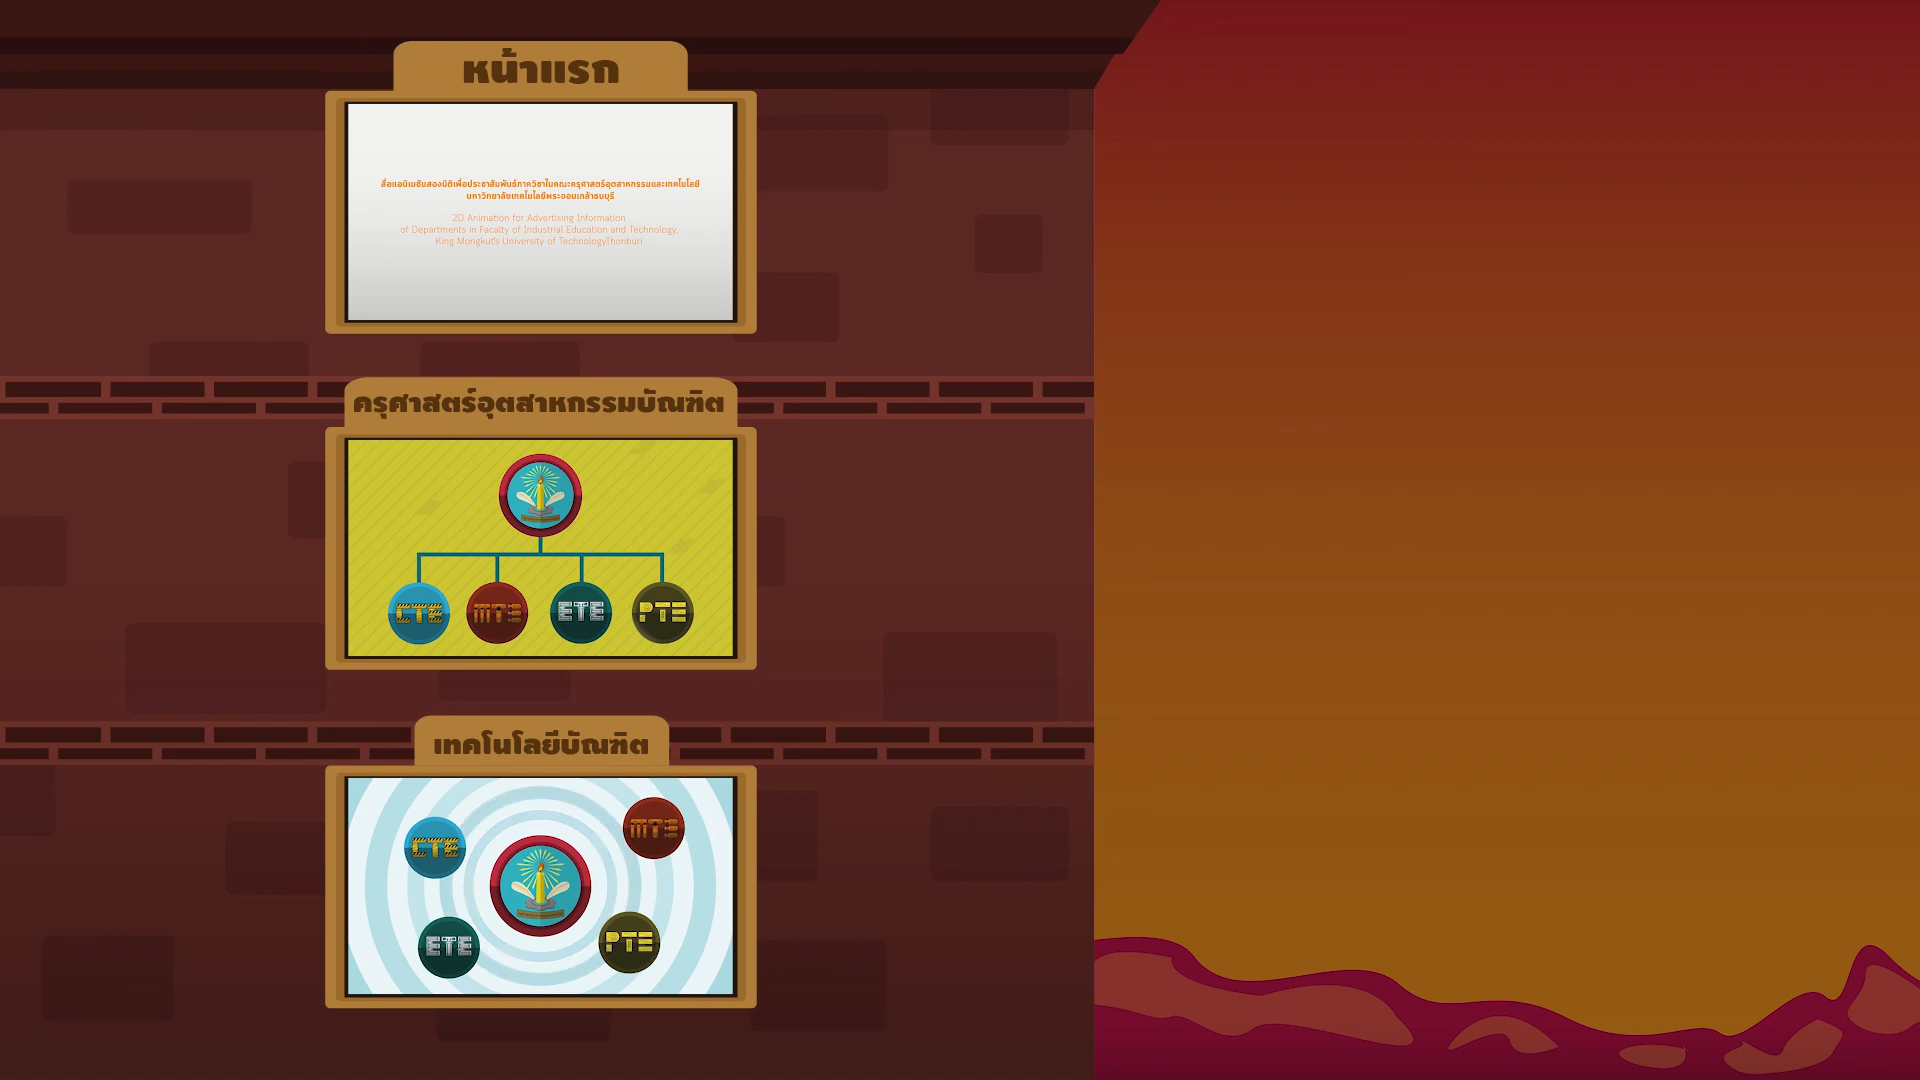 หน้าแรก
สื่อแอนิเมชันสองมิติเพื่อประชาสัมพันธ์ภาควิชาในคณะครุศาสตร์อุตสาหกรรมและเทคโนโลยี
มหาวิทยาลัยเทคโนโลยีพระจอมเกล้าธนบุรี
2D Animation for Advertising Information
of Departments in Facalty of Industrial Education and Technology,
King Mongkut's University of TechnologyThonburi
ครุศาสตร์อุตสาหกรรมบัณฑิต
CTE
MTE
ETE
PTE
เทคโนโลยีบัณฑิต
MTE
CTE
PTE
ETE